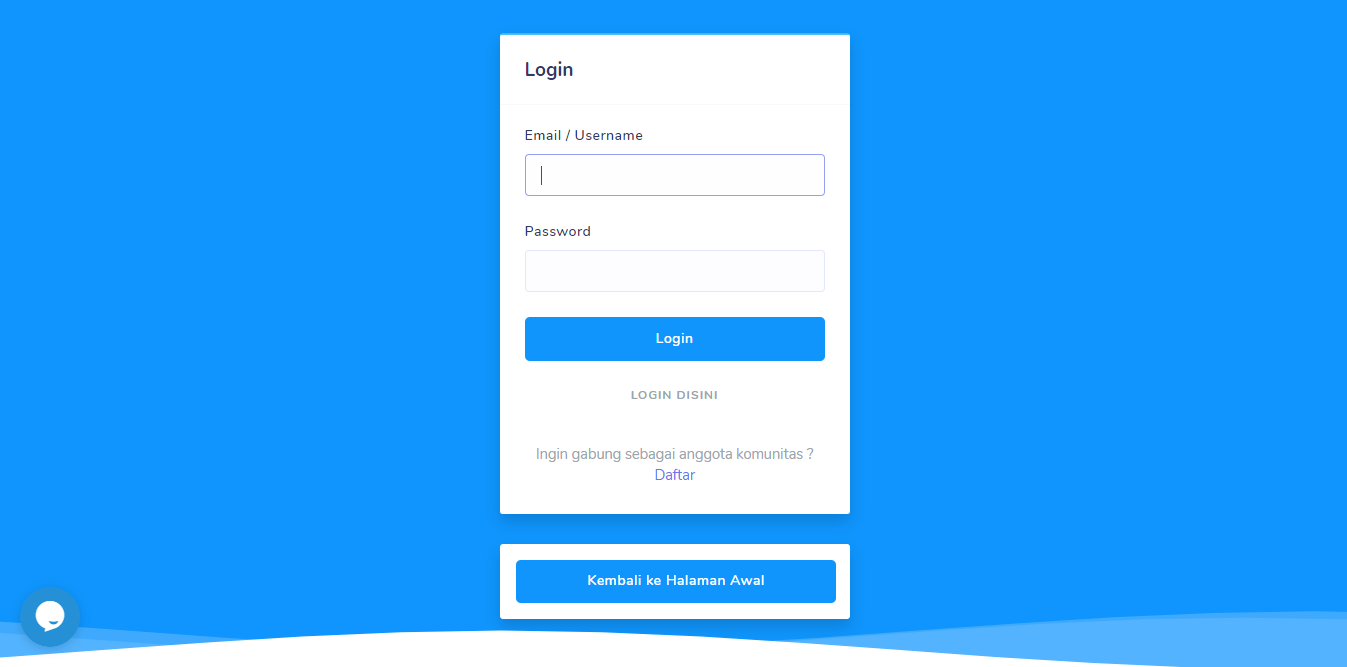 Login
Email / Username
Password
Login
LOGIN DISINI
Ingin gabung sebagai anggota komunitas ?
Daftar
Kembali ke Halaman Awal